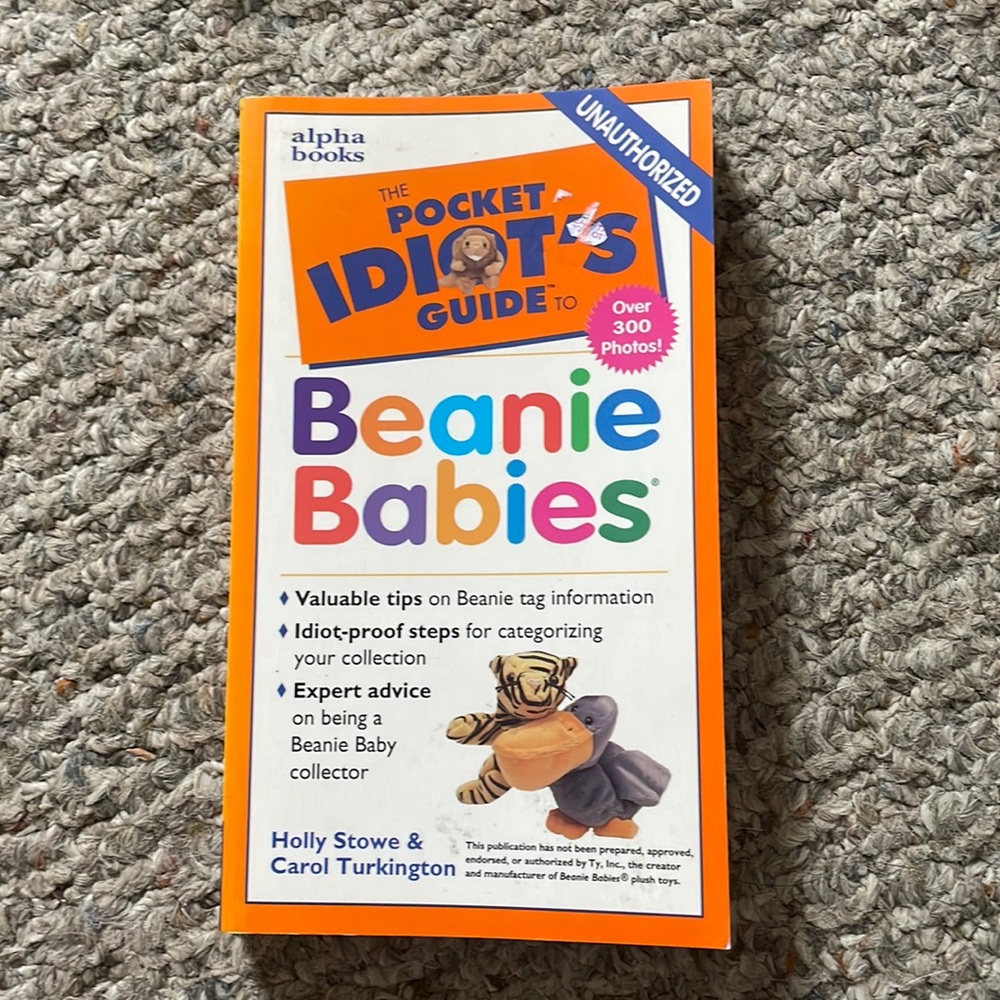 alpha
books
UNAUTHORIZED
THE
POCKET
IDIOT'S
GUIDE™ TO
Over
300
Photos!
Beanie
Babies®
♦ Valuable tips on Beanie tag information
♦ Idiot-proof steps for categorizing
your collection
♦ Expert advice
on being a
Beanie Baby
collector
Holly Stowe &
Carol Turkington
This publication has not been prepared, approved,
endorsed, or authorized by Ty, Inc., the creator
and manufacturer of Beanie Babies® plush toys.